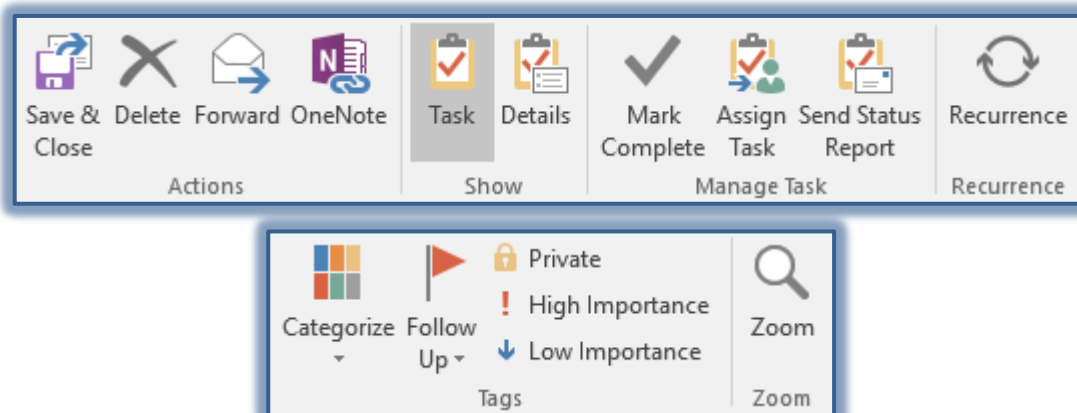 Save & Delete Forward OneNote Task Details Mark Assign Send Status Recurrence
Close Complete Task Report
Actions Show Manage Task Recurrence
Private
High Importance
Categorize Follow Zoom
Up Low Importance
Tags Zoom